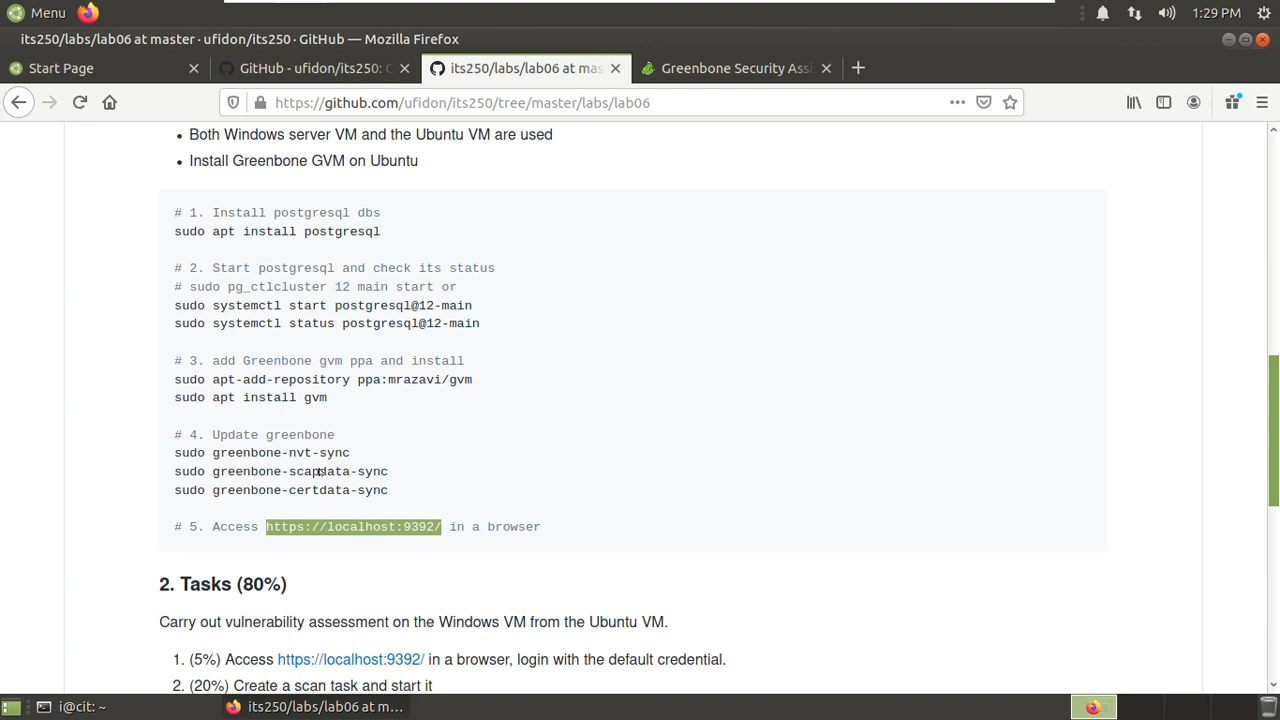 Menu
1:29 PM
its250/labs/lab06 at master · ufidon/its250 · GitHub — Mozilla Firefox
Start Page
GitHub - ufidon/its250: C
its250/labs/lab06 at mas
Greenbone Security Assi
https://github.com/ufidon/its250/tree/master/labs/lab06
• Both Windows server VM and the Ubuntu VM are used
• Install Greenbone GVM on Ubuntu
# 1. Install postgresql dbs
sudo apt install postgresql
# 2. Start postgresql and check its status
# sudo pg_ctlcluster 12 main start or
sudo systemctl start postgresql@12-main
sudo systemctl status postgresql@12-main
# 3. add Greenbone gvm ppa and install
sudo apt-add-repository ppa:mrazavi/gvm
sudo apt install gvm
# 4. Update greenbone
sudo greenbone-nvt-sync
sudo greenbone-scapdata-sync
sudo greenbone-certdata-sync
# 5. Access https://localhost:9392/ in a browser
2. Tasks (80%)
Carry out vulnerability assessment on the Windows VM from the Ubuntu VM.
1. (5%) Access https://localhost:9392/ in a browser, login with the default credential.
2. (20%) Create a scan task and start it
i@cit: ~
its250/labs/lab06 at m...